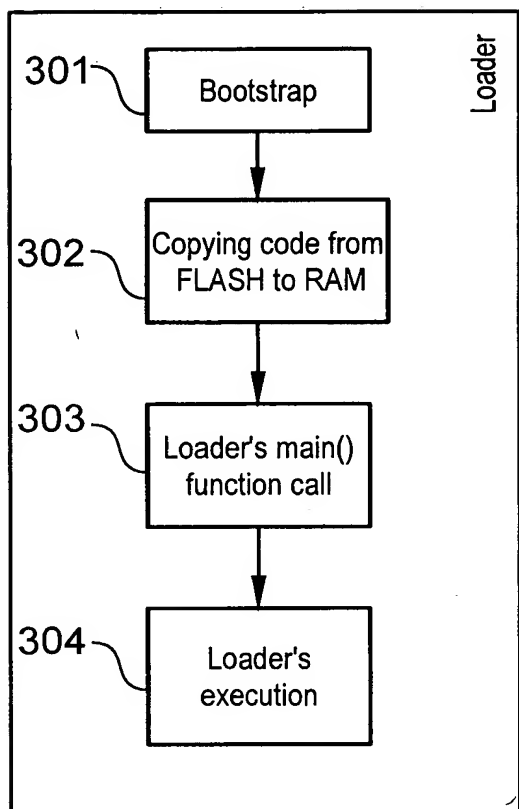 Loader
301
Bootstrap
302
Copying code from
FLASH to RAM
303
Loader's main()
function call
304
Loader's
execution